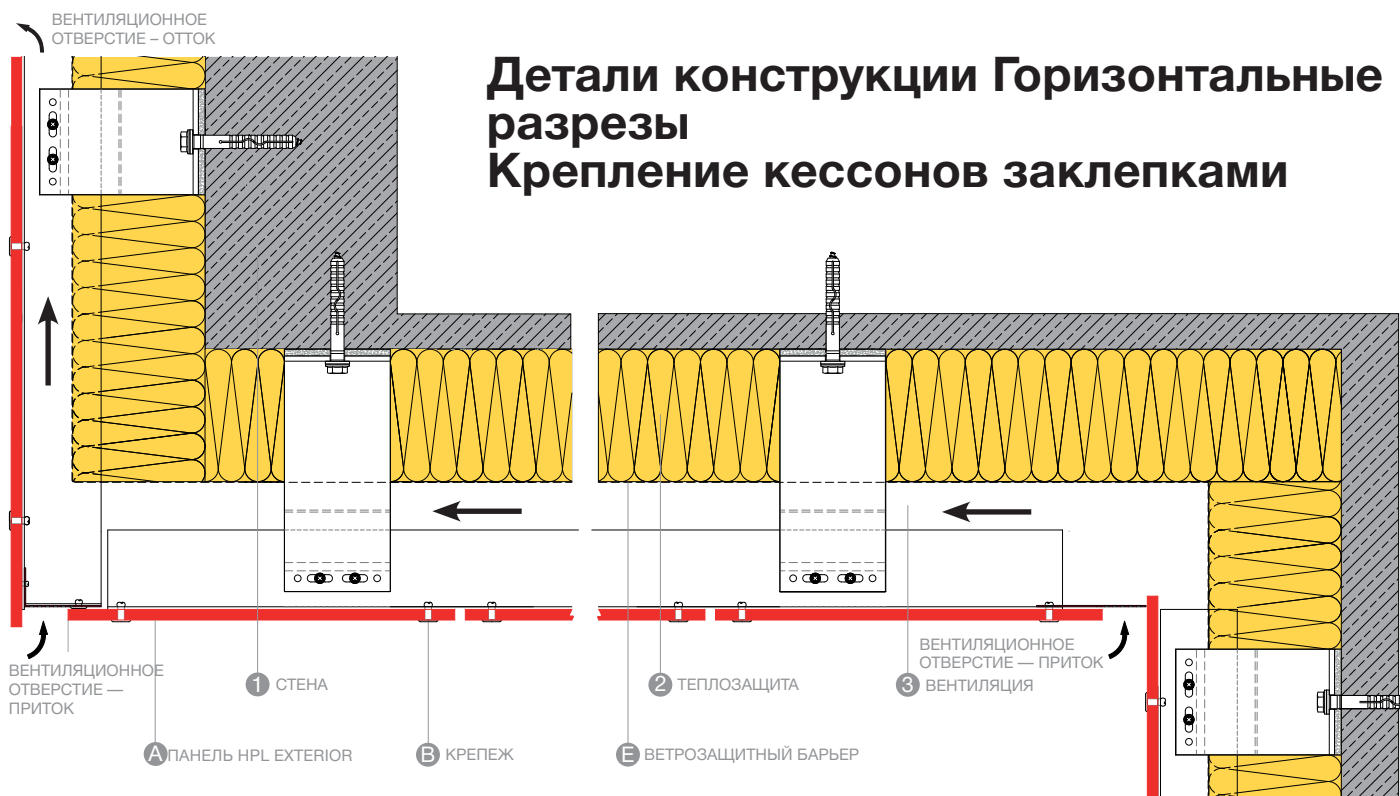 ВЕНТИЛЯЦИОННОЕ
ОТВЕРСТИЕ – ОТТОК
Детали конструкции Горизонтальные
разрезы
Крепление кессонов заклепками
ВЕНТИЛЯЦИОННОЕ
ОТВЕРСТИЕ —
ПРИТОК
1 СТЕНА
2 ТЕПЛОЗАЩИТА
ВЕНТИЛЯЦИОННОЕ
ОТВЕРСТИЕ — ПРИТОК
3 ВЕНТИЛЯЦИЯ
A ПАНЕЛЬ HPL EXTERIOR
B КРЕПЕЖ
E ВЕТРОЗАЩИТНЫЙ БАРЬЕР